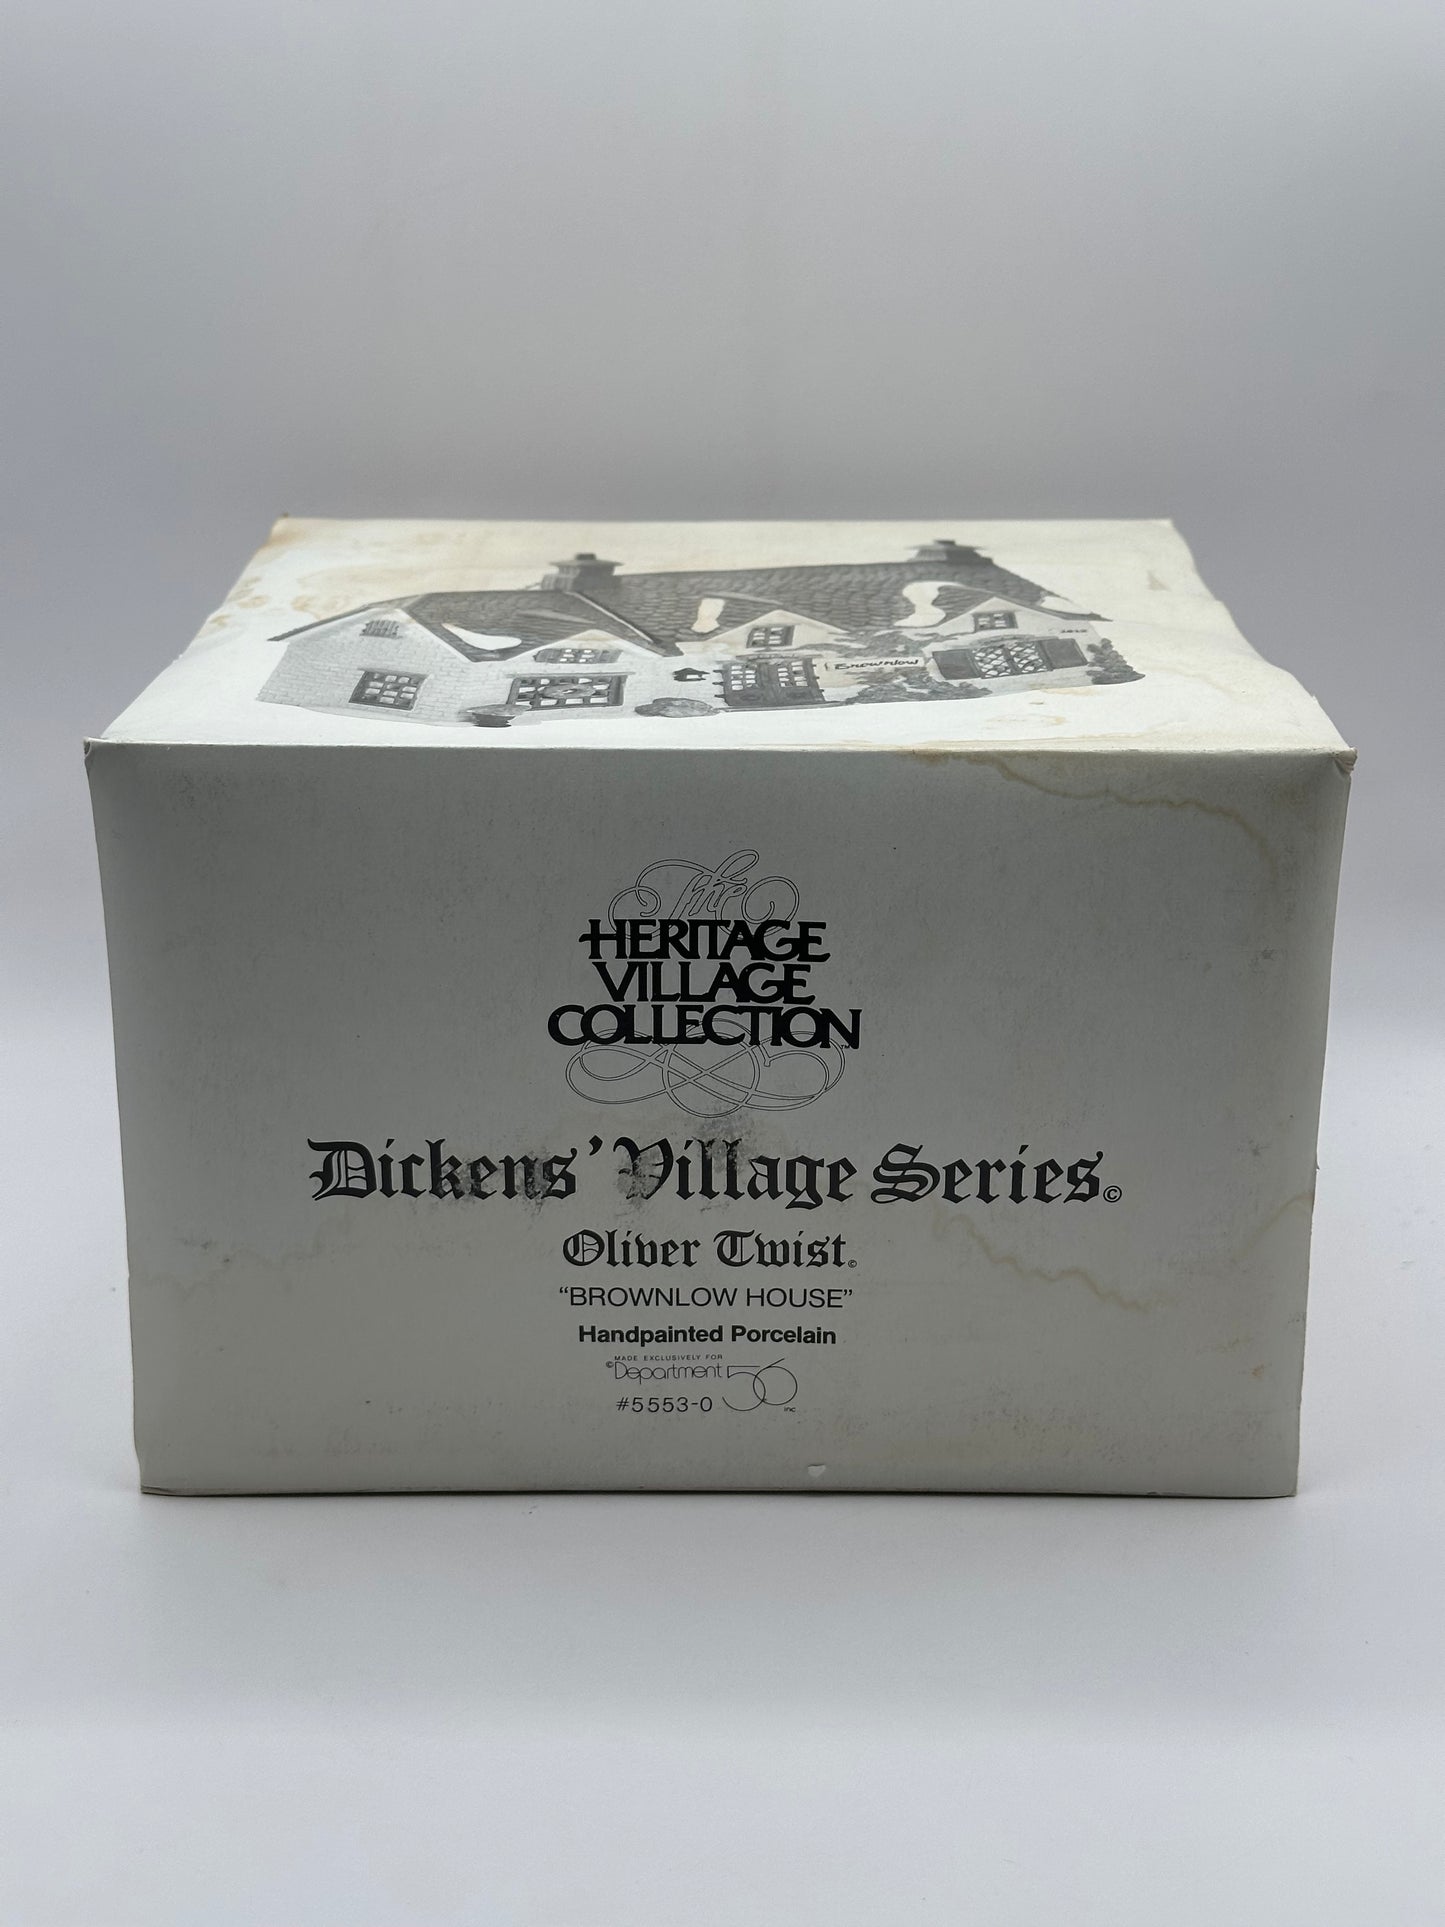 Brownlow
The
HERITAGE
VILLAGE
COLLECTION™
Dickens' Village Series©
Oliver Twist©
“BROWNLOW HOUSE”
Handpainted Porcelain
MADE EXCLUSIVELY FOR
©Department 56 inc
#5553-0